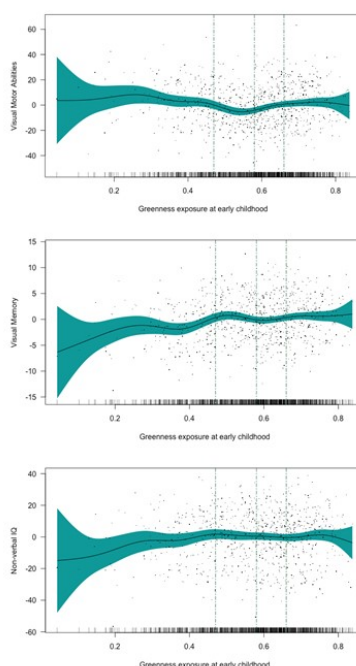 60
40
20
0
-20
-40
Visual Motor Abilities
0.2 0.4 0.6 0.8
Greenness exposure at early childhood
15
10
5
0
-5
-10
-15
Visual Memory
0.2 0.4 0.6 0.8
Greenness exposure at early childhood
40
20
0
-20
-40
-60
Non-verbal IQ
0.2 0.4 0.6 0.8
Greenness exposure at early childhood